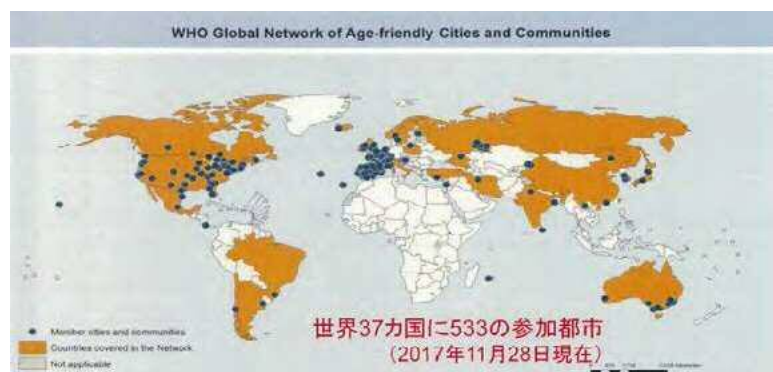 WHO Global Network of Age-friendly Cities and Communities
世界37カ国に533の参加都市
(2017年11月28日現在)
Member cities and communities
Countries covered in the Network
Not applicable